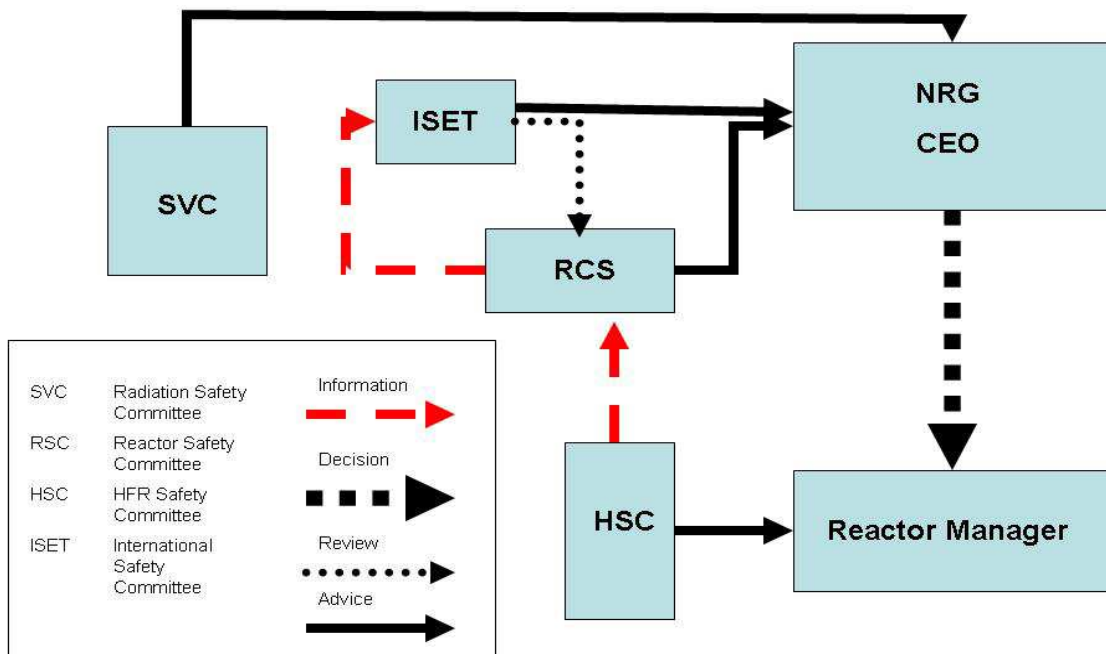 NRG
CEO
ISET
SVC
RCS
SVC Radiation Safety
Committee
RSC Reactor Safety
Committee
HSC HFR Safety
Committee
ISET International
Safety
Committee
Information
Decision
Review
Advice
HSC
Reactor Manager